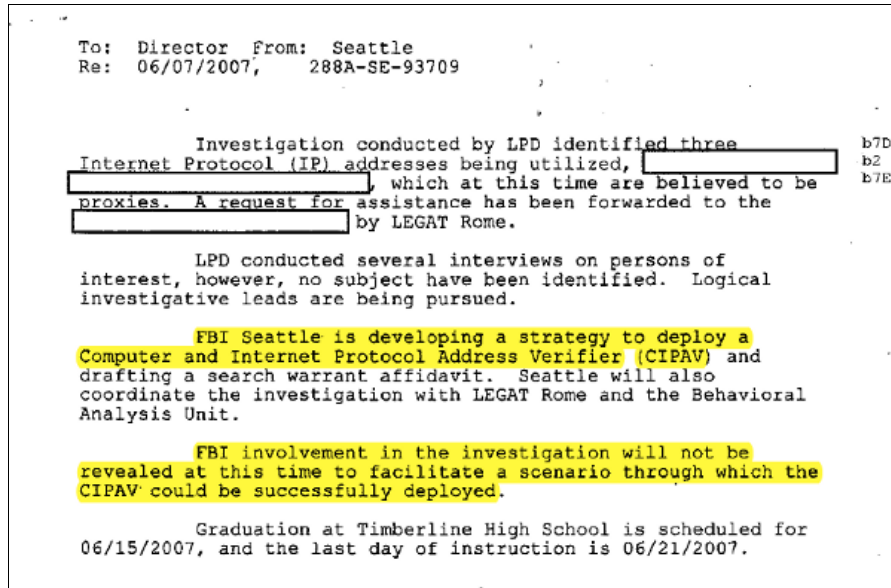 To: Director From: Seattle
Re: 06/07/2007, 288A-SE-93709
Investigation conducted by LPD identified three b7D
Internet Protocol (IP) addresses being utilized, b2
, which at this time are believed to be b7E
proxies. A request for assistance has been forwarded to the
by LEGAT Rome.
LPD conducted several interviews on persons of
interest, however, no subject have been identified. Logical
investigative leads are being pursued.
FBI Seattle is developing a strategy to deploy a
Computer and Internet Protocol Address Verifier (CIPAV) and
drafting a search warrant affidavit. Seattle will also
coordinate the investigation with LEGAT Rome and the Behavioral
Analysis Unit.
FBI involvement in the investigation will not be
revealed at this time to facilitate a scenario through which the
CIPAV could be successfully deployed.
Graduation at Timberline High School is scheduled for
06/15/2007, and the last day of instruction is 06/21/2007.